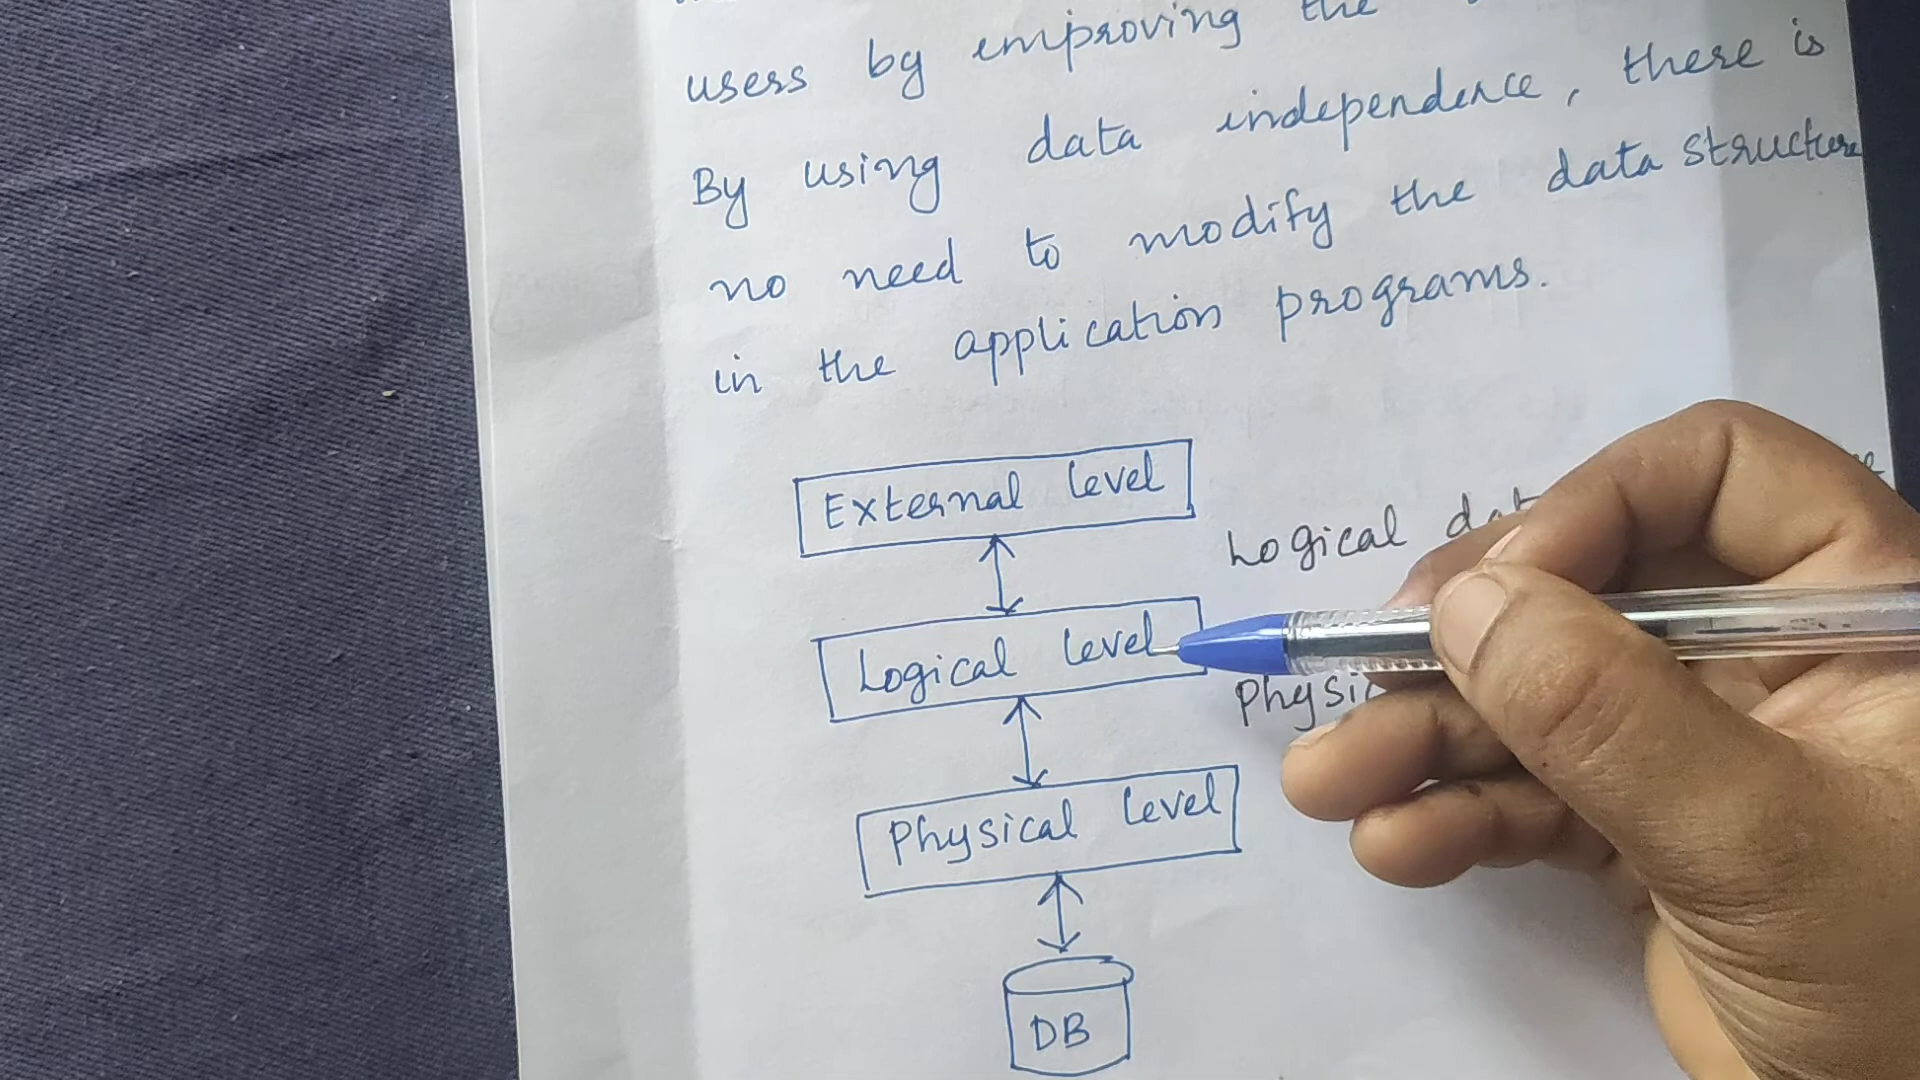 users by improving the
By using data independence, there is
no need to modify the data structure
in the application programs.
External level
Logical
Logical level
Physical level
DB